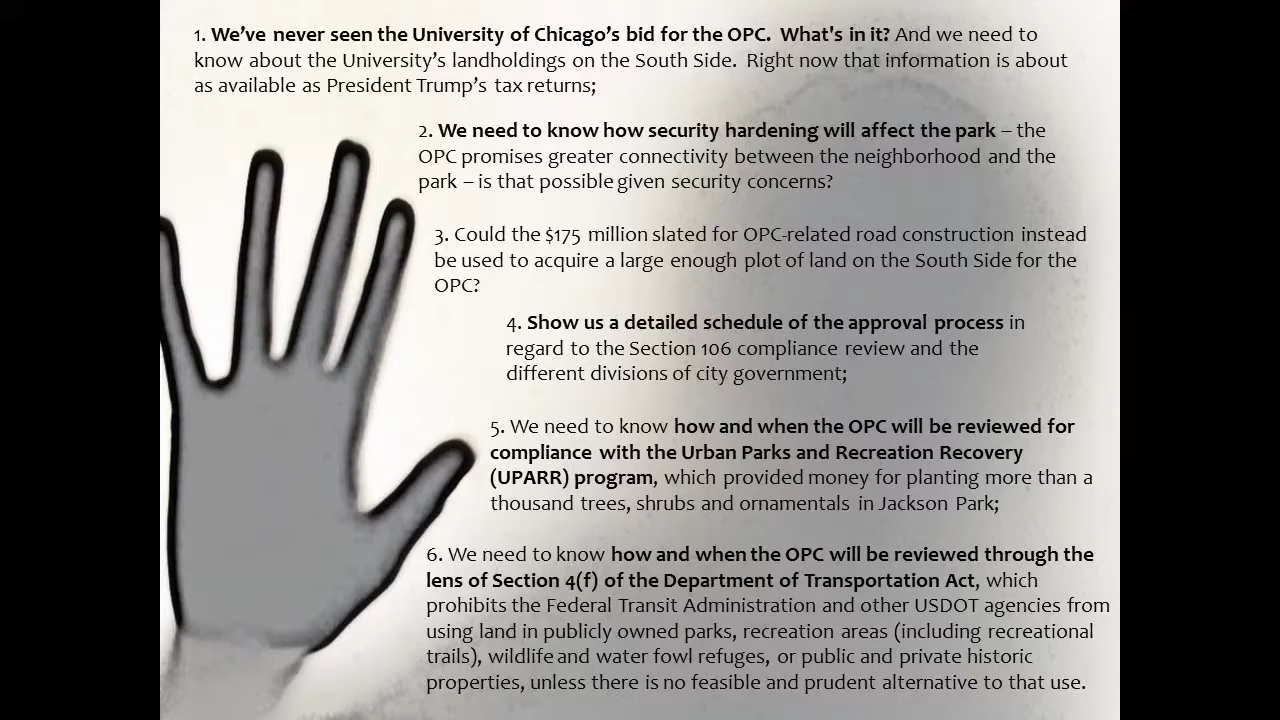 1. We've never seen the University of Chicago's bid for the OPC.  What's in it? And we need to
know about the University's landholdings on the South Side.  Right now that information is about
as available as President Trump's tax returns;
2. We need to know how security hardening will affect the park – the
OPC promises greater connectivity between the neighborhood and the
park – is that possible given security concerns?
3. Could the $175 million slated for OPC-related road construction instead
be used to acquire a large enough plot of land on the South Side for the
OPC?
4. Show us a detailed schedule of the approval process in
regard to the Section 106 compliance review and the
different divisions of city government;
5. We need to know how and when the OPC will be reviewed for
compliance with the Urban Parks and Recreation Recovery
(UPARR) program, which provided money for planting more than a
thousand trees, shrubs and ornamentals in Jackson Park;
6. We need to know how and when the OPC will be reviewed through the
lens of Section 4(f) of the Department of Transportation Act, which
prohibits the Federal Transit Administration and other USDOT agencies from
using land in publicly owned parks, recreation areas (including recreational
trails), wildlife and water fowl refuges, or public and private historic
properties, unless there is no feasible and prudent alternative to that use.